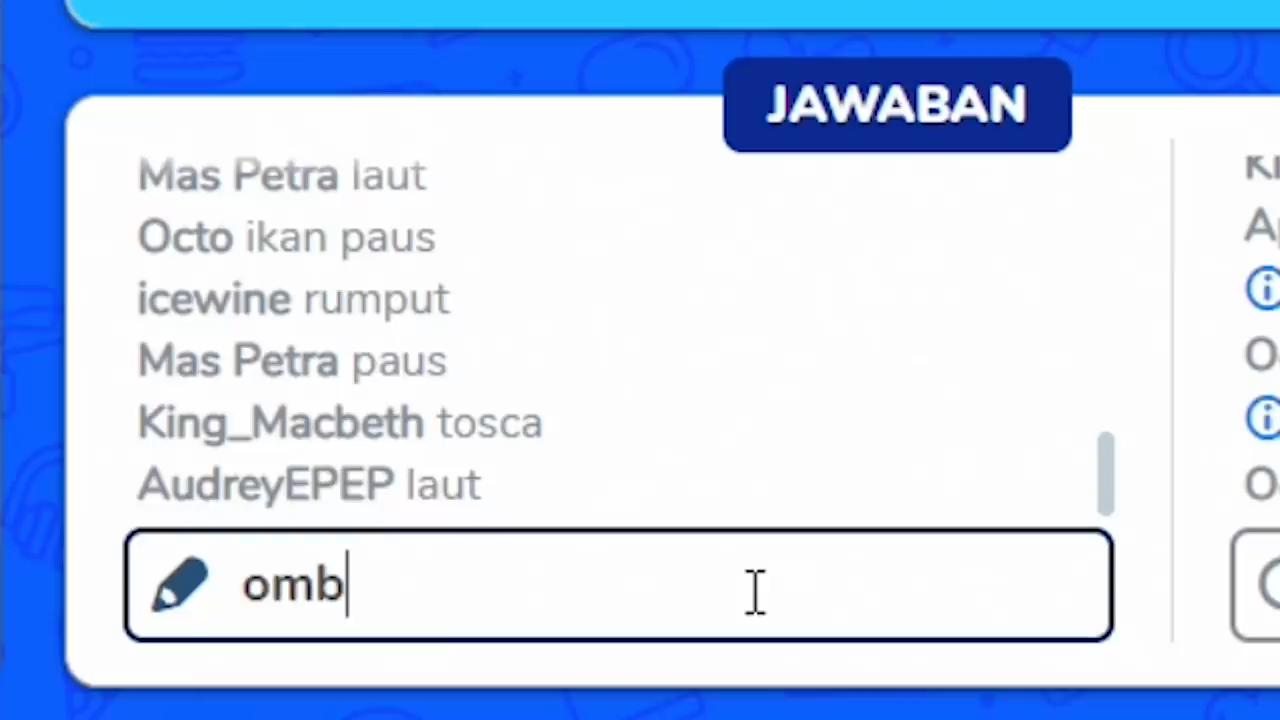 JAWABAN
Mas Petra laut
Octo ikan paus
icewine rumput
Mas Petra paus
King_Macbeth tosca
AudreyEPEP laut
omb